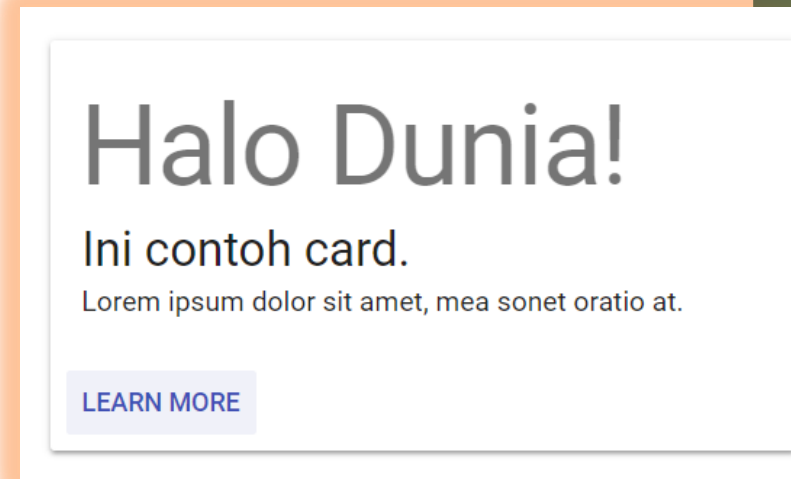 Halo Dunia!
Ini contoh card.
Lorem ipsum dolor sit amet, mea sonet oratio at.
LEARN MORE